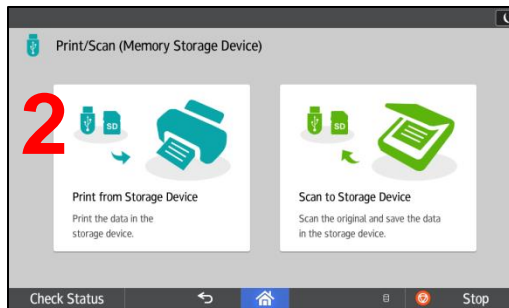 Print/Scan (Memory Storage Device)
2
SD
SD
Print from Storage Device
Print the data in the
storage device.
Scan to Storage Device
Scan the original and save the data
in the storage device.
Check Status
Stop